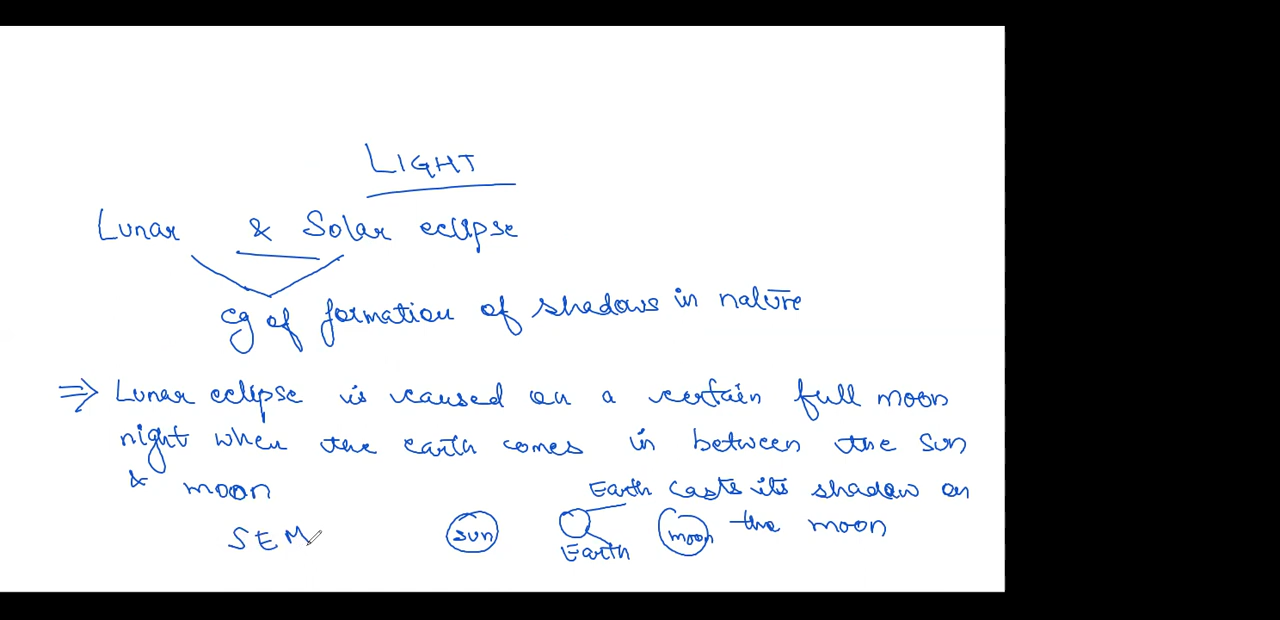 LIGHT
Lunar & Solar eclipse
eg of formation of shadows in nature
⇒ Lunar eclipse is caused on a certain full moon
night when the earth comes in between the sun
& moon
Earth casts its shadow on
the moon
SEM
sun
Earth
moon